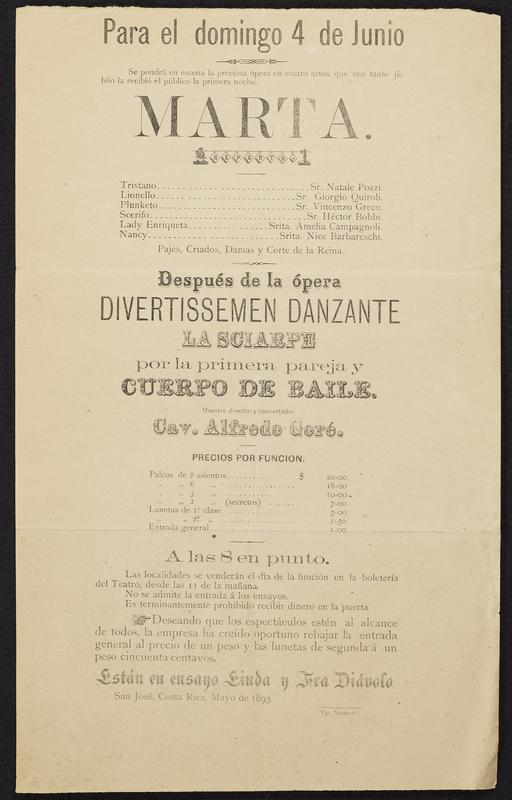 Para el domingo 4 de Junio
Se pondrá en escena la preciosa ópera en cuatro actos, que con tanto jú-
bilo la recibió el público la primera noche.
MARTA.
REPARTOS
Tristano. Sr. Natale Pozzi.
Lionello. Sr. Giorgio Quiroli.
Plunketo. Sr. Vincenzo Greco.
Scerifo. Sr. Héctor Bobbi.
Lady Enriqueta. Srita. Amelia Campagnoli.
Nancy. Srita. Nice Barbareschi.
Pajes, Criados, Damas y Corte de la Reina.
Después de la ópera
DIVERTISSEMEN DANZANTE
LA SCIARPE
por la primera pareja y
CUERPO DE BAILE.
Maestro director y concertador,
Cav. Alfredo Goré.
PRECIOS POR FUNCION.
Palcos de 8 asientos. $ 20-00
,, ,, 6 ,, 18-00
,, ,, 3 ,, 10-00
,, ,, 2 ,, (secretos) 7-00
Lunetas de 1ª clase 3-00
,, ,, 2ª ,, 1-50
Entrada general 1-00
A las 8 en punto.
Las localidades se venderán el día de la función en la boletería
del Teatro, desde las 11 de la mañana.
No se admite la entrada á los ensayos.
Es terminantemente prohibido recibir dinero en la puerta
Deseando que los espectáculos estén al alcance
de todos, la empresa ha creído oportuno rebajar la entrada
general al precio de un peso y las lunetas de segunda á un
peso cincuenta centavos.
Están en ensayo Linda y Fra Diávolo.
San José, Costa Rica, Mayo de 1893.
Tip. Nacional.